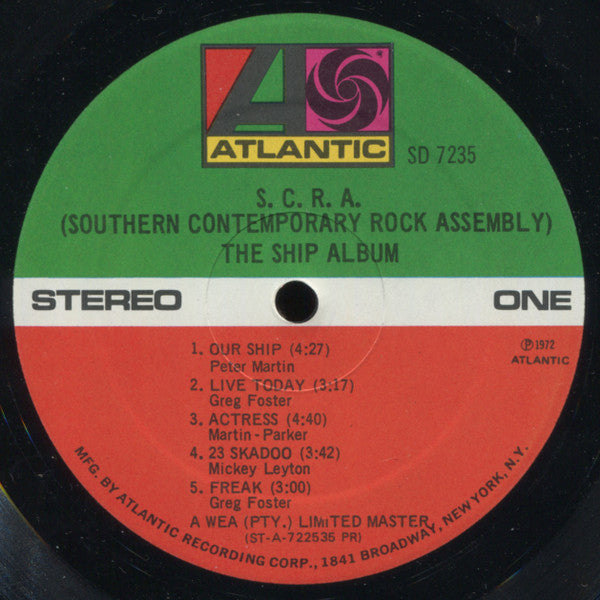 ATLANTIC
SD 7235
S. C. R. A.
(SOUTHERN CONTEMPORARY ROCK ASSEMBLY)
THE SHIP ALBUM
STEREO
ONE
Ⓟ1972
ATLANTIC
1. OUR SHIP (4:27)
Peter Martin
2. LIVE TODAY (3:17)
Greg Foster
3. ACTRESS (4:40)
Martin-Parker
4. 23 SKADOO (3:42)
Mickey Leyton
5. FREAK (3:00)
Greg Foster
A WEA (PTY.) LIMITED MASTER
(ST-A-722535 PR)
MFG. BY ATLANTIC RECORDING CORP., 1841 BROADWAY, NEW YORK, N.Y.